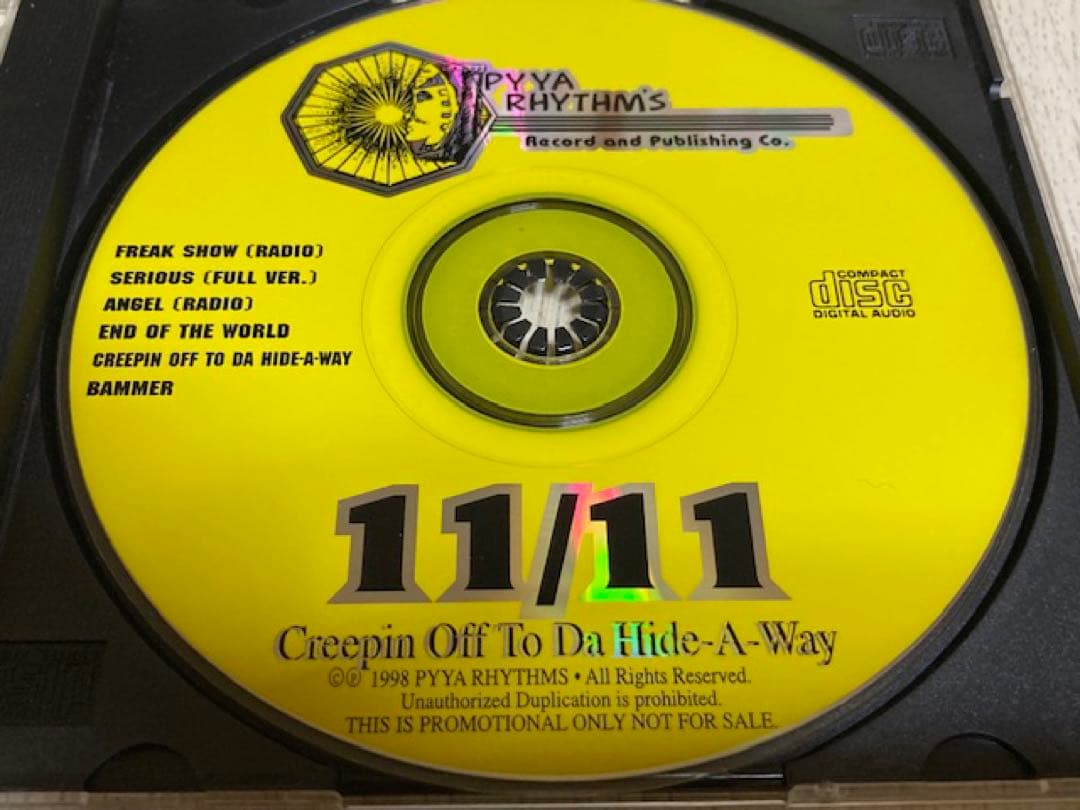 PYYA
RHYTHM'S
Record and Publishing Co.
FREAK SHOW (RADIO)
SERIOUS (FULL VER.)
ANGEL (RADIO)
END OF THE WORLD
CREEPIN OFF TO DA HIDE-A-WAY
BAMMER
COMPACT
disc
DIGITAL AUDIO
11/11
Creepin Off To Da Hide-A-Way
©℗ 1998 PYYA RHYTHMS • All Rights Reserved.
Unauthorized Duplication is prohibited.
THIS IS PROMOTIONAL ONLY NOT FOR SALE.